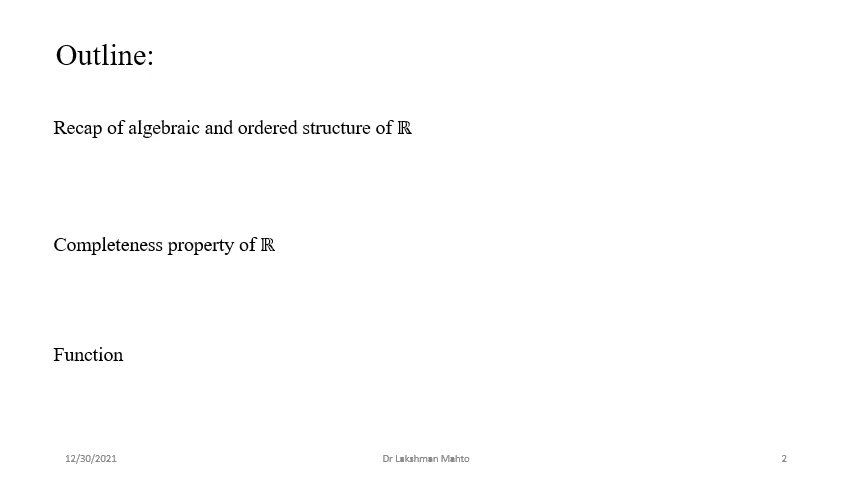 Outline:
Recap of algebraic and ordered structure of ℝ
Completeness property of ℝ
Function
12/30/2021
Dr Lakshman Mahto
2